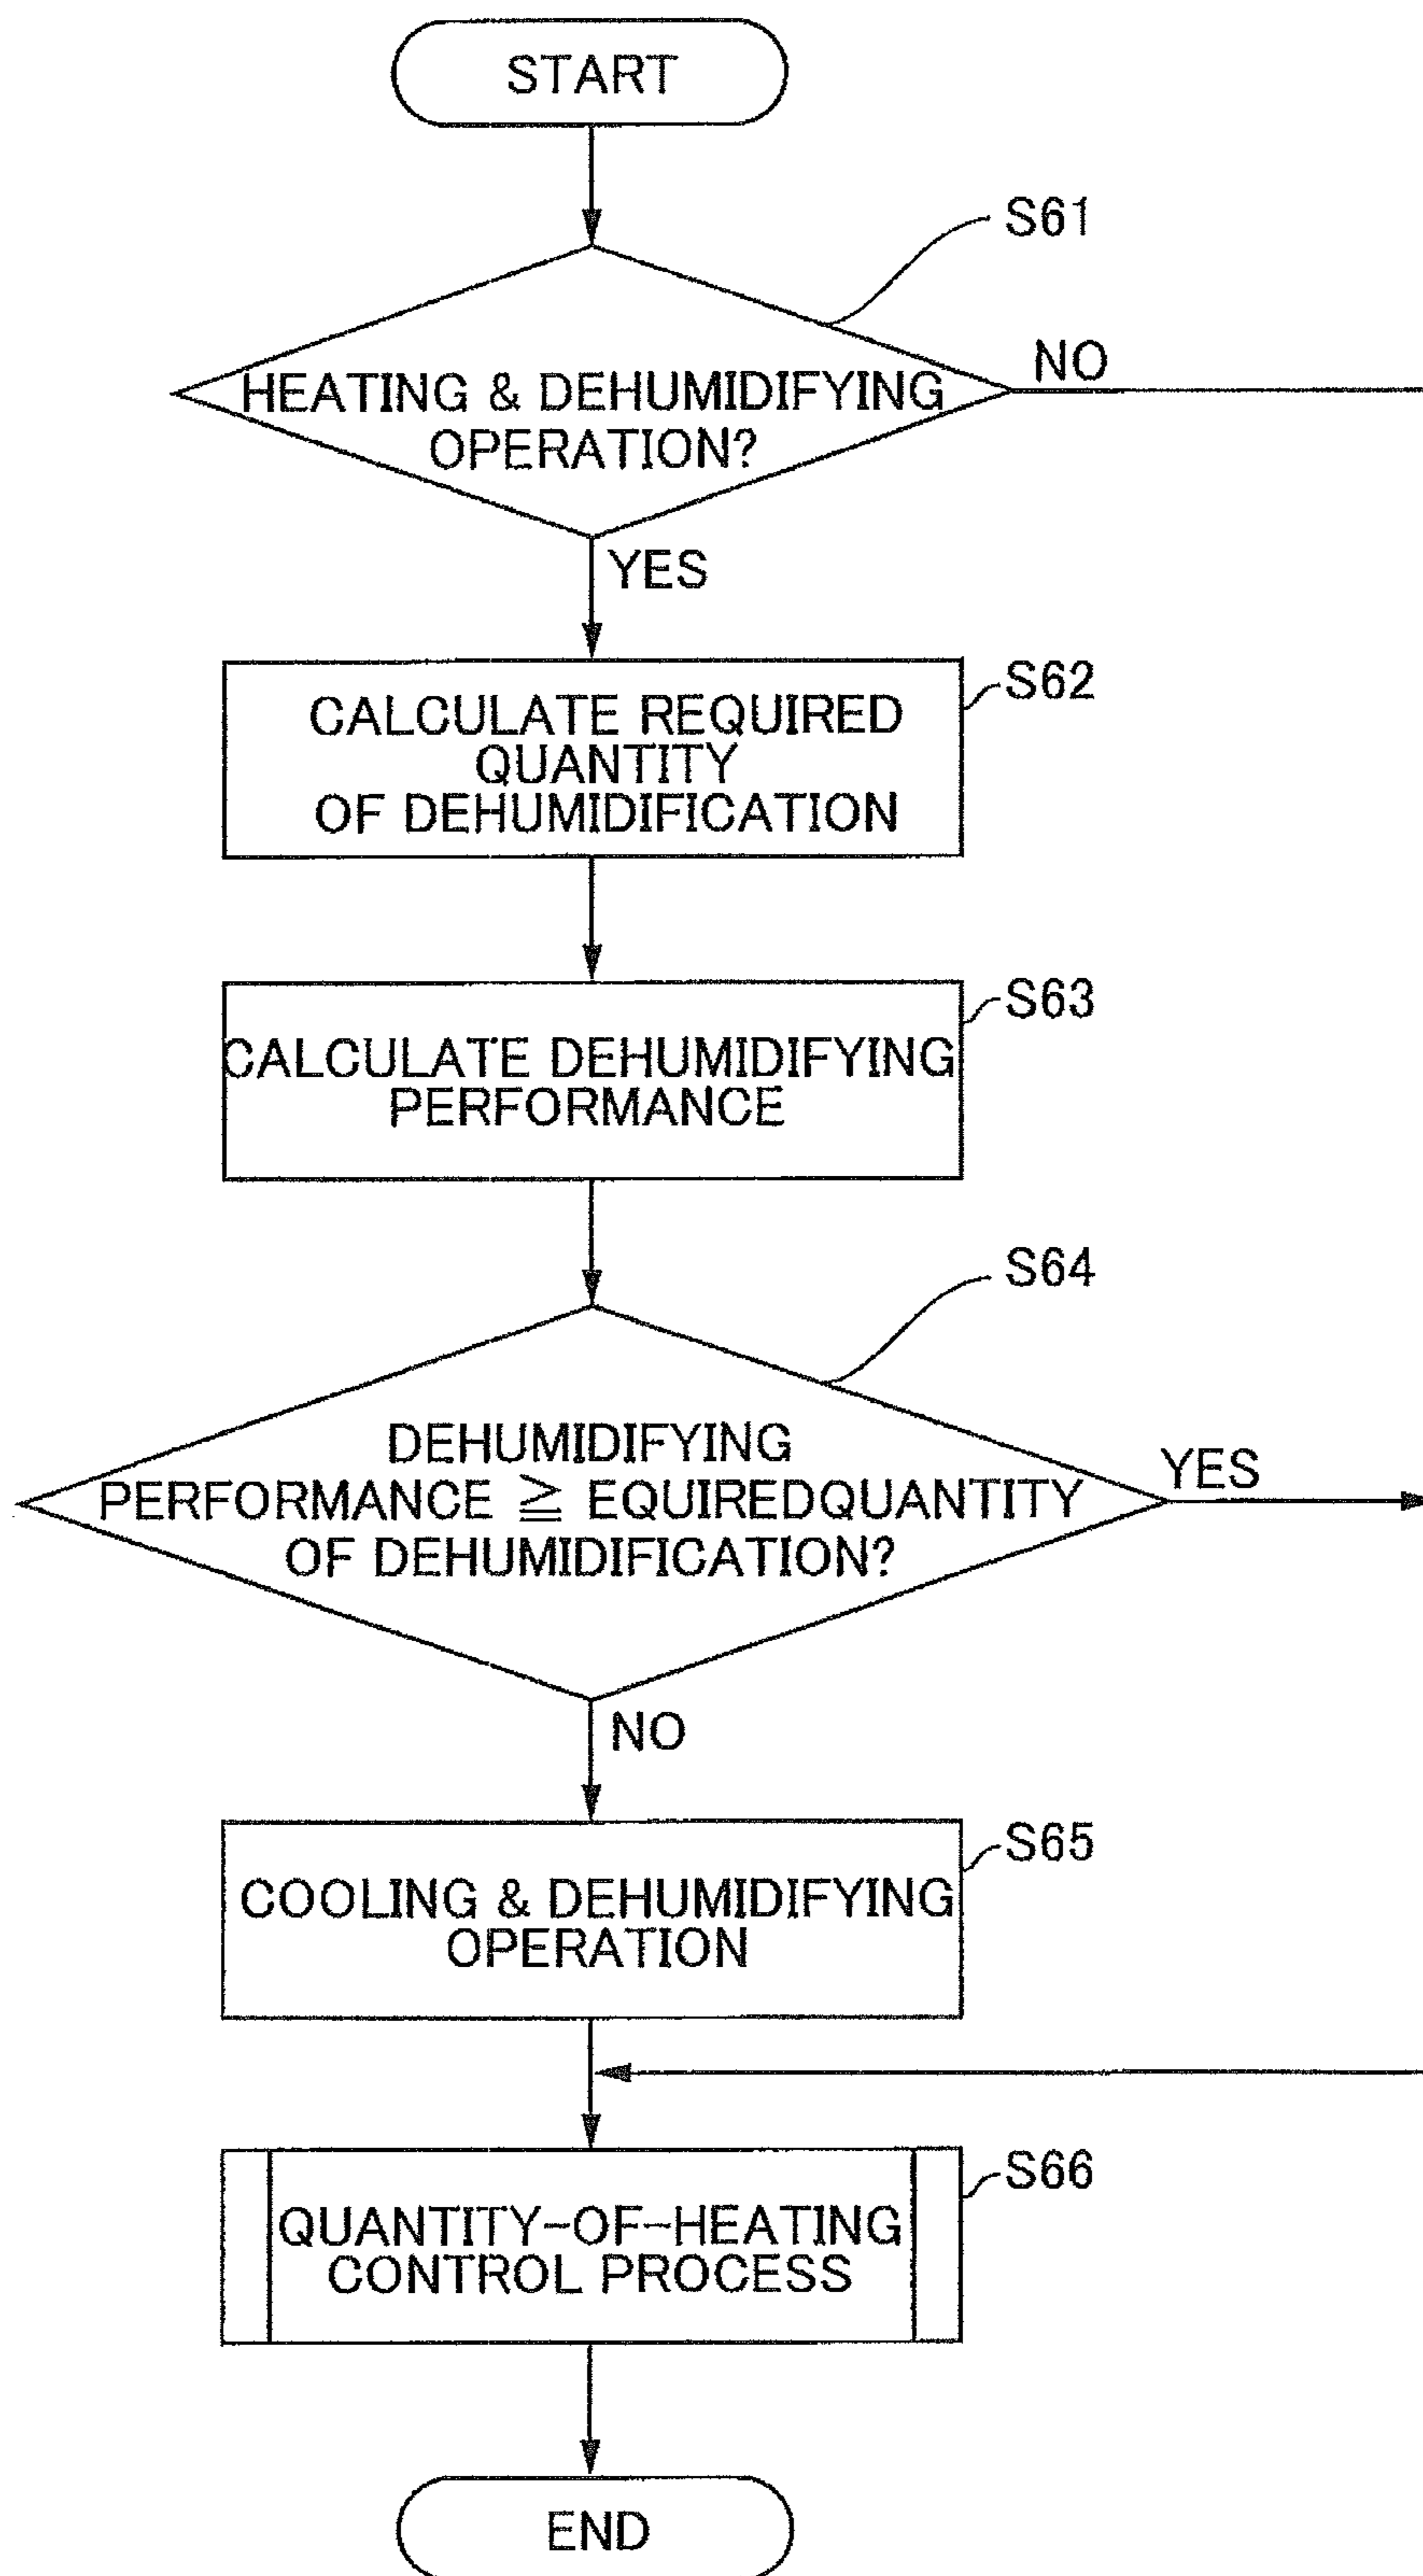 START
S61
HEATING & DEHUMIDIFYING
OPERATION?
NO
YES
S62
CALCULATE REQUIRED
QUANTITY
OF DEHUMIDIFICATION
S63
CALCULATE DEHUMIDIFYING
PERFORMANCE
S64
DEHUMIDIFYING
PERFORMANCE ≧ EQUIREDQUANTITY
OF DEHUMIDIFICATION?
YES
NO
S65
COOLING & DEHUMIDIFYING
OPERATION
S66
QUANTITY-OF-HEATING
CONTROL PROCESS
END